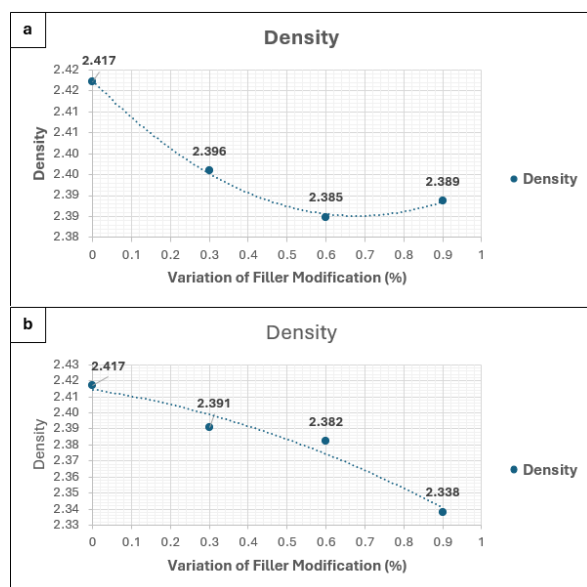 a
Density
2.417
2.42
2.42
2.41
2.41
2.40
2.40
2.39
2.39
2.38
Density
2.396
2.385
2.389
Density
0 0.1 0.2 0.3 0.4 0.5 0.6 0.7 0.8 0.9 1
Variation of Filler Modification (%)
b
Density
2.43
2.42
2.41
2.40
2.39
2.38
2.37
2.36
2.35
2.34
2.33
Density
2.417
2.391
2.382
2.338
Density
0 0.1 0.2 0.3 0.4 0.5 0.6 0.7 0.8 0.9 1
Variation of Filler Modification (%)